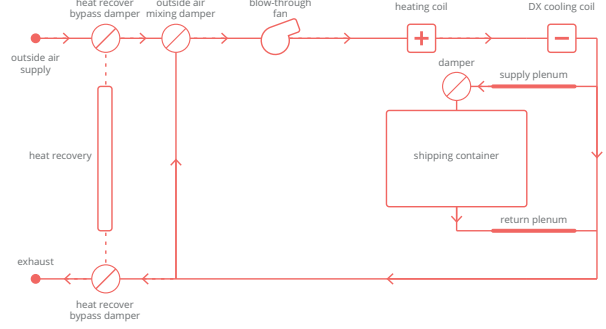 heat recover
bypass damper
outside air
mixing damper
blow-through
fan
heating coil
DX cooling coil
outside air
supply
damper
supply plenum
heat recovery
shipping container
return plenum
exhaust
heat recover
bypass damper